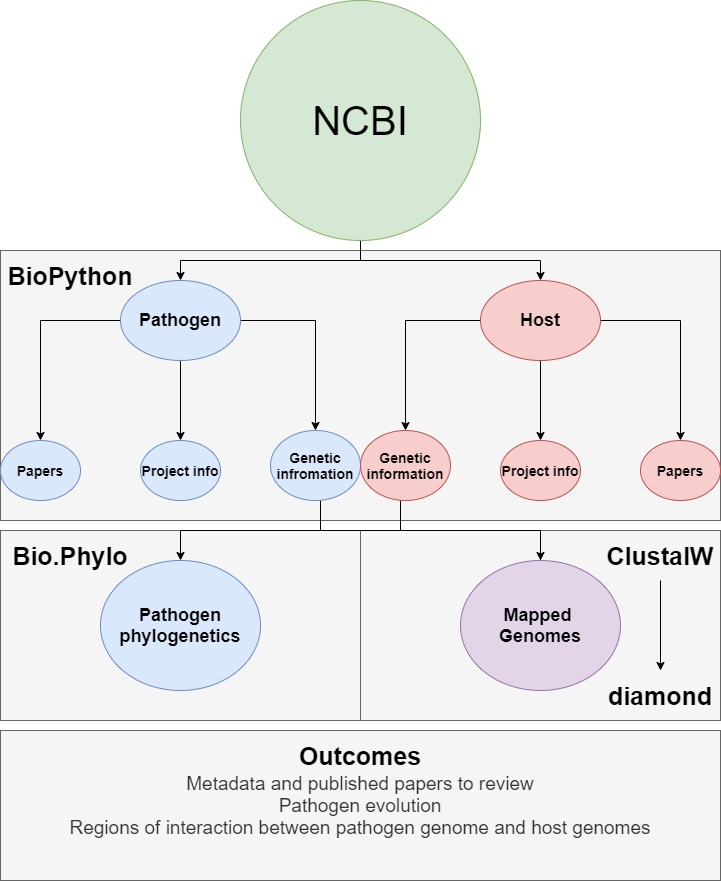 NCBI
BioPython
Pathogen
Host
Papers
Project info
Genetic
infromation
Genetic
information
Project info
Papers
Bio.Phylo
Pathogen
phylogenetics
Mapped
Genomes
ClustalW
diamond
Outcomes
Metadata and published papers to review
Pathogen evolution
Regions of interaction between pathogen genome and host genomes